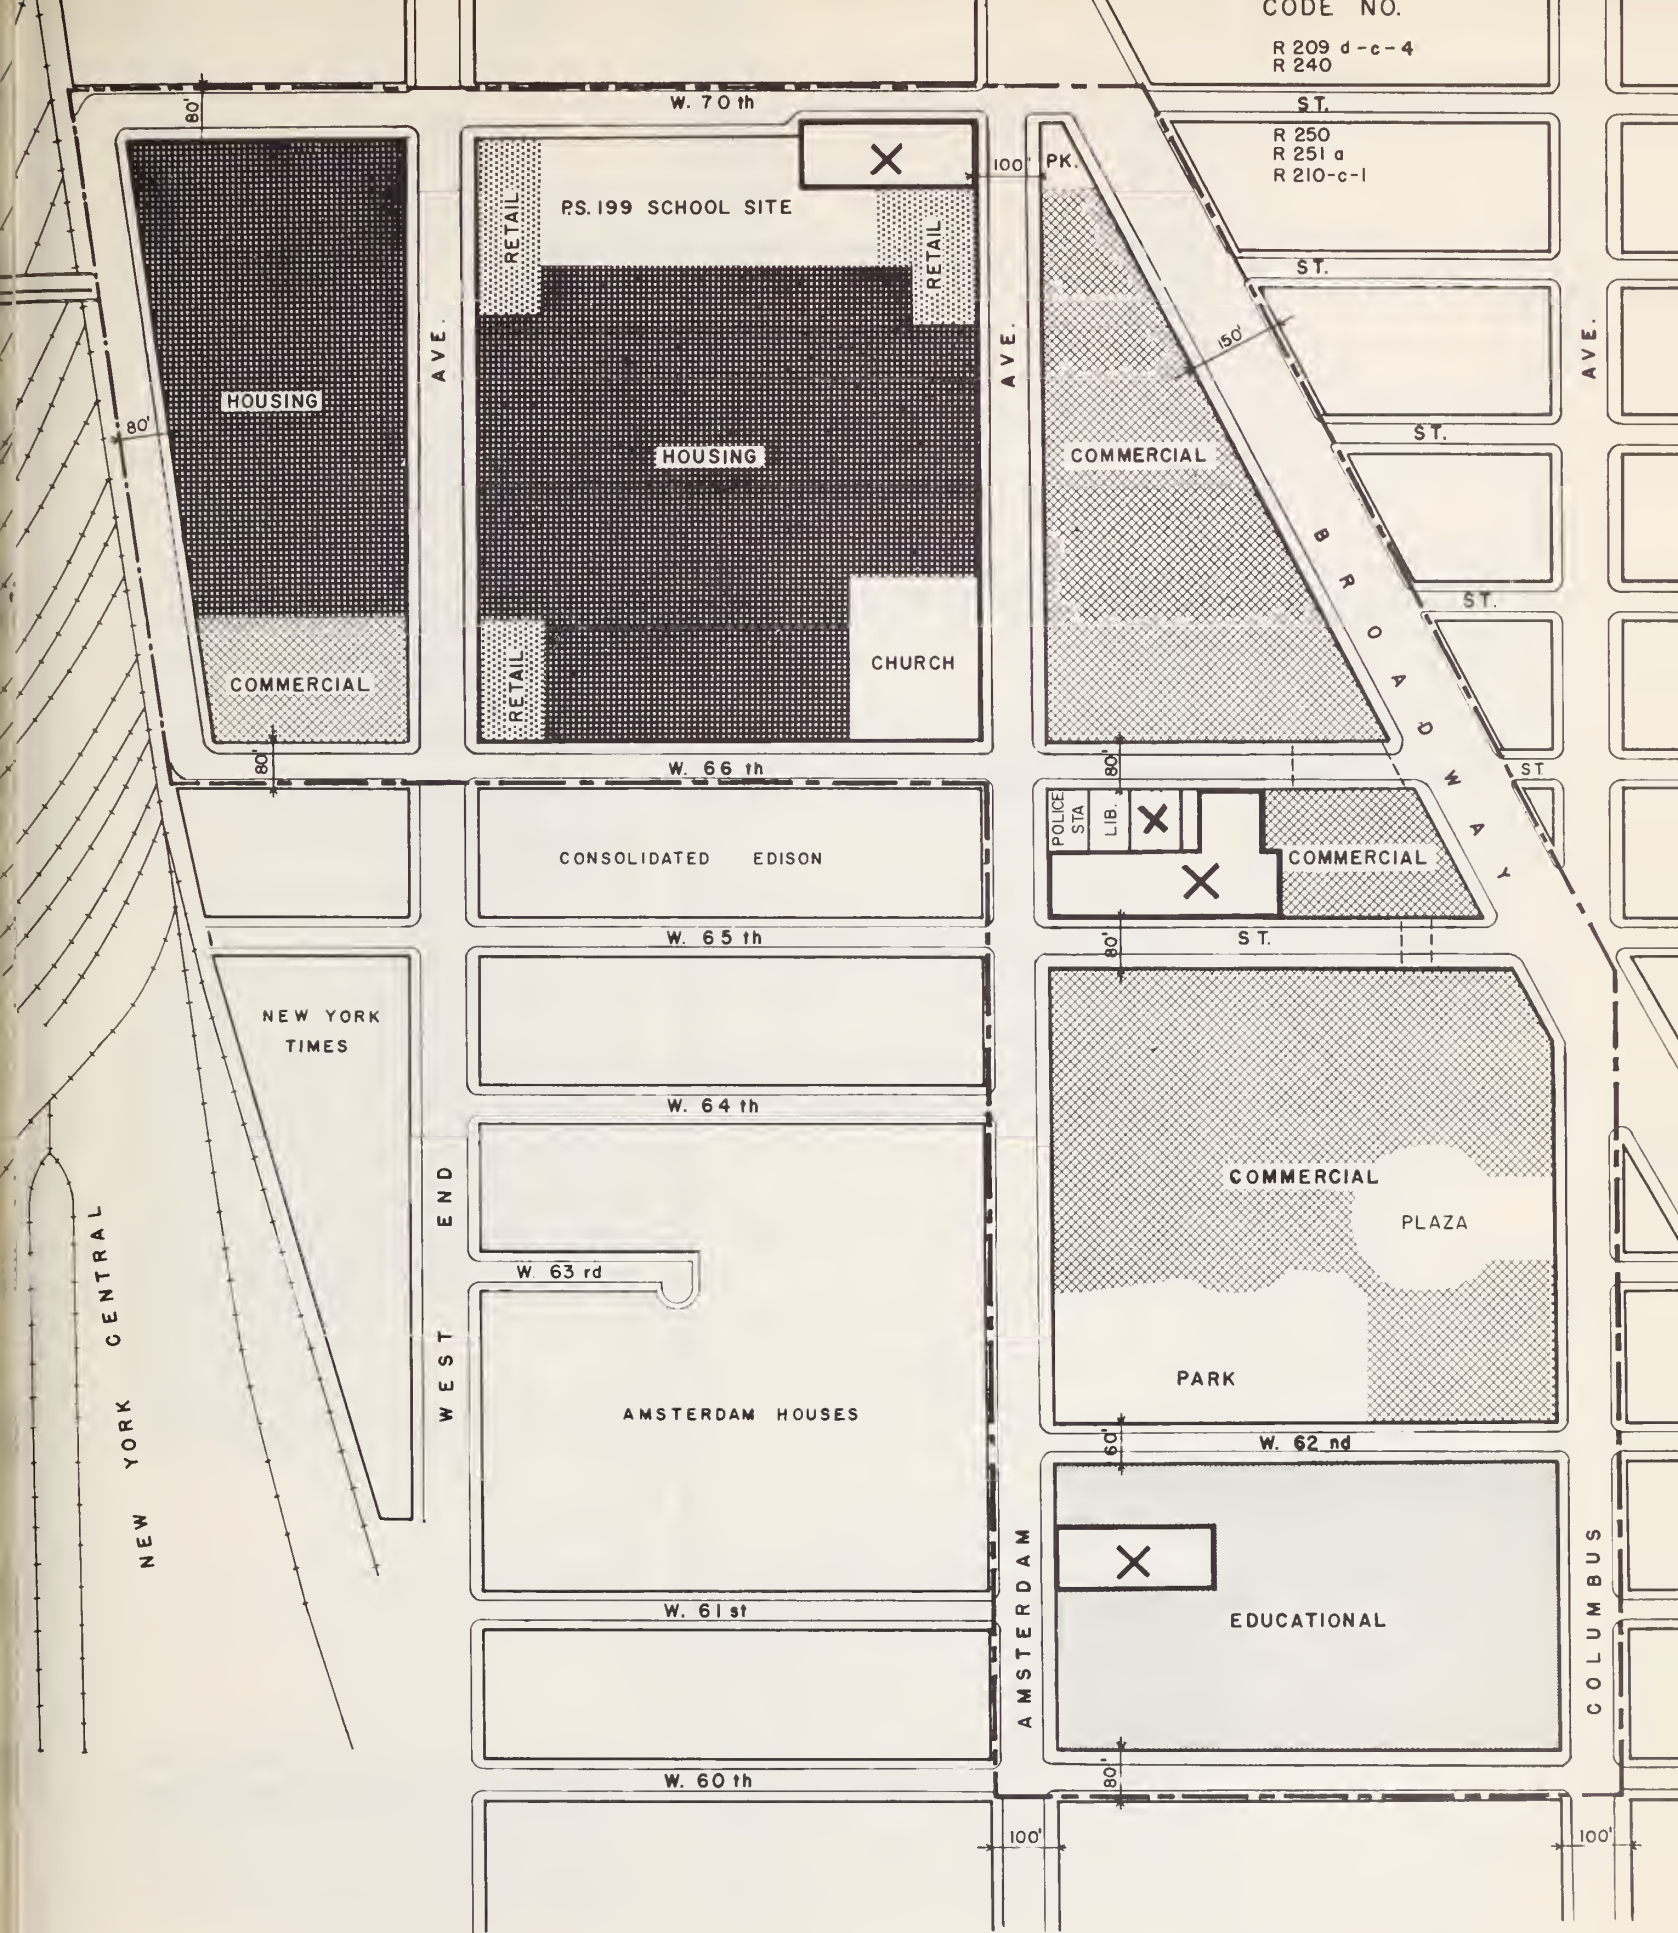 CODE NO.
R 209 d-c-4
R 240
80'
W. 70 th
ST.
R 250
R 251 a
R 210-c-1
RETAIL
P.S. 199 SCHOOL SITE
X
RETAIL
100'
PK.
ST.
AVE.
AVE.
150'
AVE.
HOUSING
80'
HOUSING
COMMERCIAL
ST.
BROADWAY
ST.
COMMERCIAL
RETAIL
CHURCH
80'
W. 66 th
80'
ST
CONSOLIDATED EDISON
POLICE
STA
LIB.
X
X
COMMERCIAL
W. 65 th
80'
ST.
NEW YORK
TIMES
W. 64 th
COMMERCIAL
PLAZA
W. 63 rd
NEW YORK CENTRAL
WEST END
AMSTERDAM HOUSES
PARK
60'
W. 62 nd
X
AMSTERDAM
EDUCATIONAL
COLUMBUS
W. 61 st
W. 60 th
80'
100'
100'